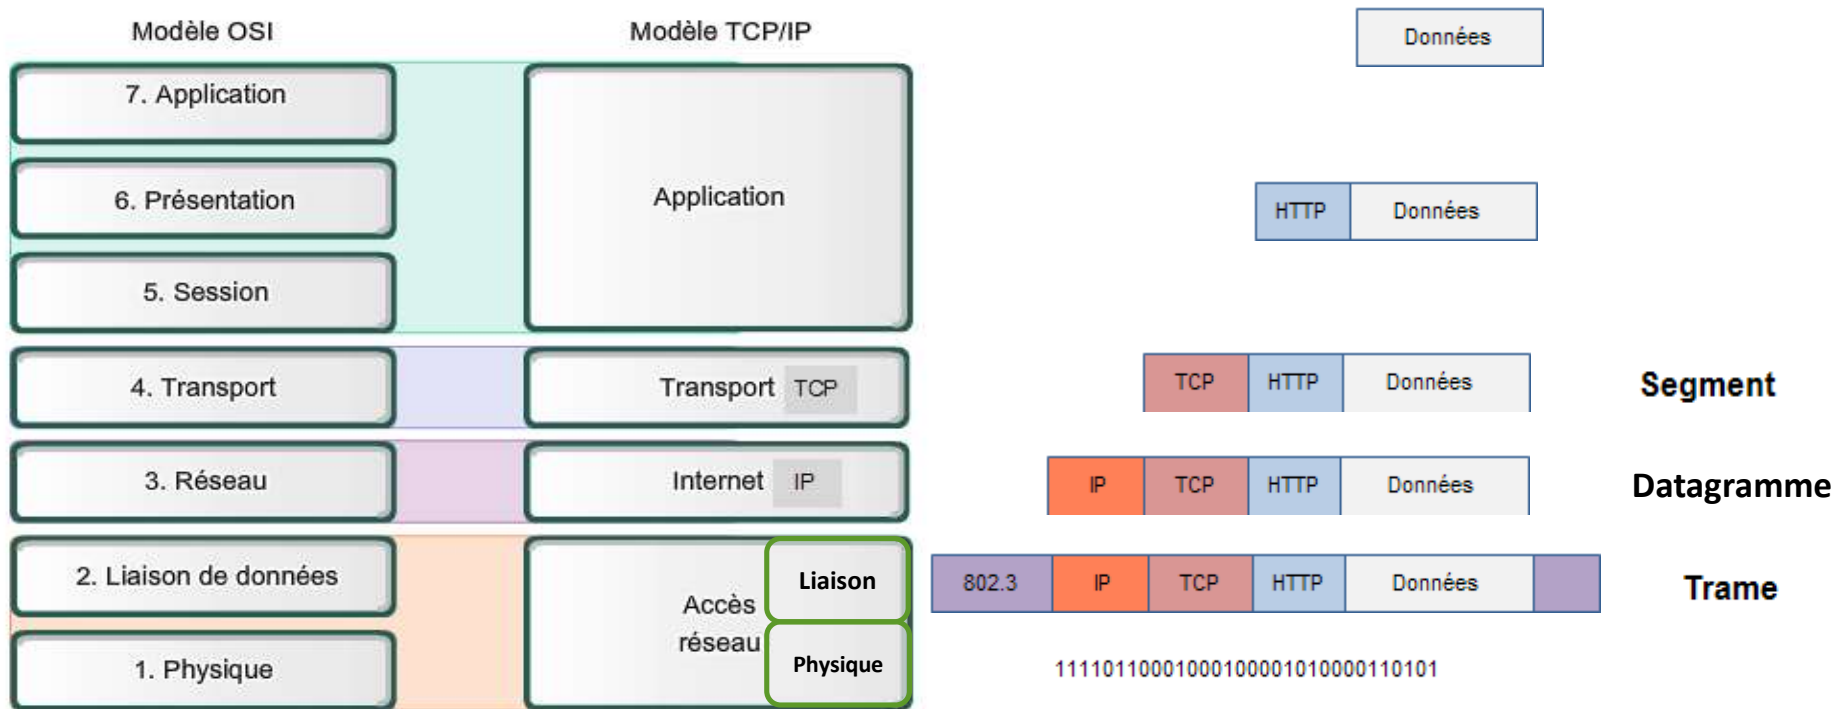 Modèle OSI
Modèle TCP/IP
Données
7. Application
6. Présentation
5. Session
Application
HTTP Données
4. Transport
Transport TCP
TCP HTTP Données
Segment
3. Réseau
Internet IP
IP TCP HTTP Données
Datagramme
2. Liaison de données
Accès
réseau
Liaison
802.3 IP TCP HTTP Données
Trame
1. Physique
Physique
1111011000100010000101000011010​1